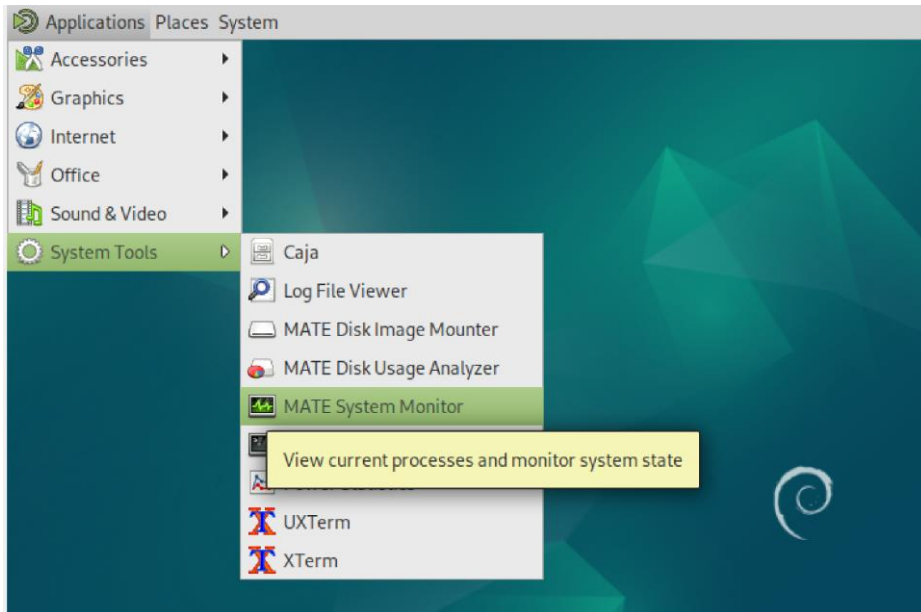 Applications Places System
Accessories
Graphics
Internet
Office
Sound & Video
System Tools
Caja
Log File Viewer
MATE Disk Image Mounter
MATE Disk Usage Analyzer
MATE System Monitor
View current processes and monitor system state
UXTerm
XTerm